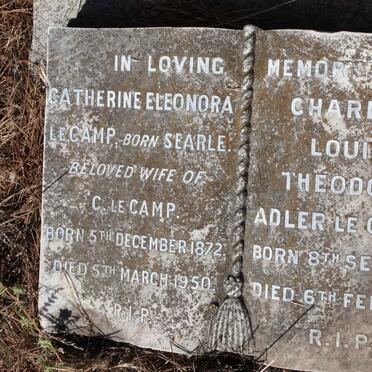 IN LOVING
CATHERINE ELEONORA
LE CAMP, BORN SEARLE.
BELOVED WIFE OF
C. LE CAMP.
BORN 5TH DECEMBER 1872.
DIED 5TH MARCH 1950.
R.I.P.
MEMOR
CHAR
LOUI
THEODO
ADLER LE C
BORN 8TH SE
DIED 6TH FE
R.I.P